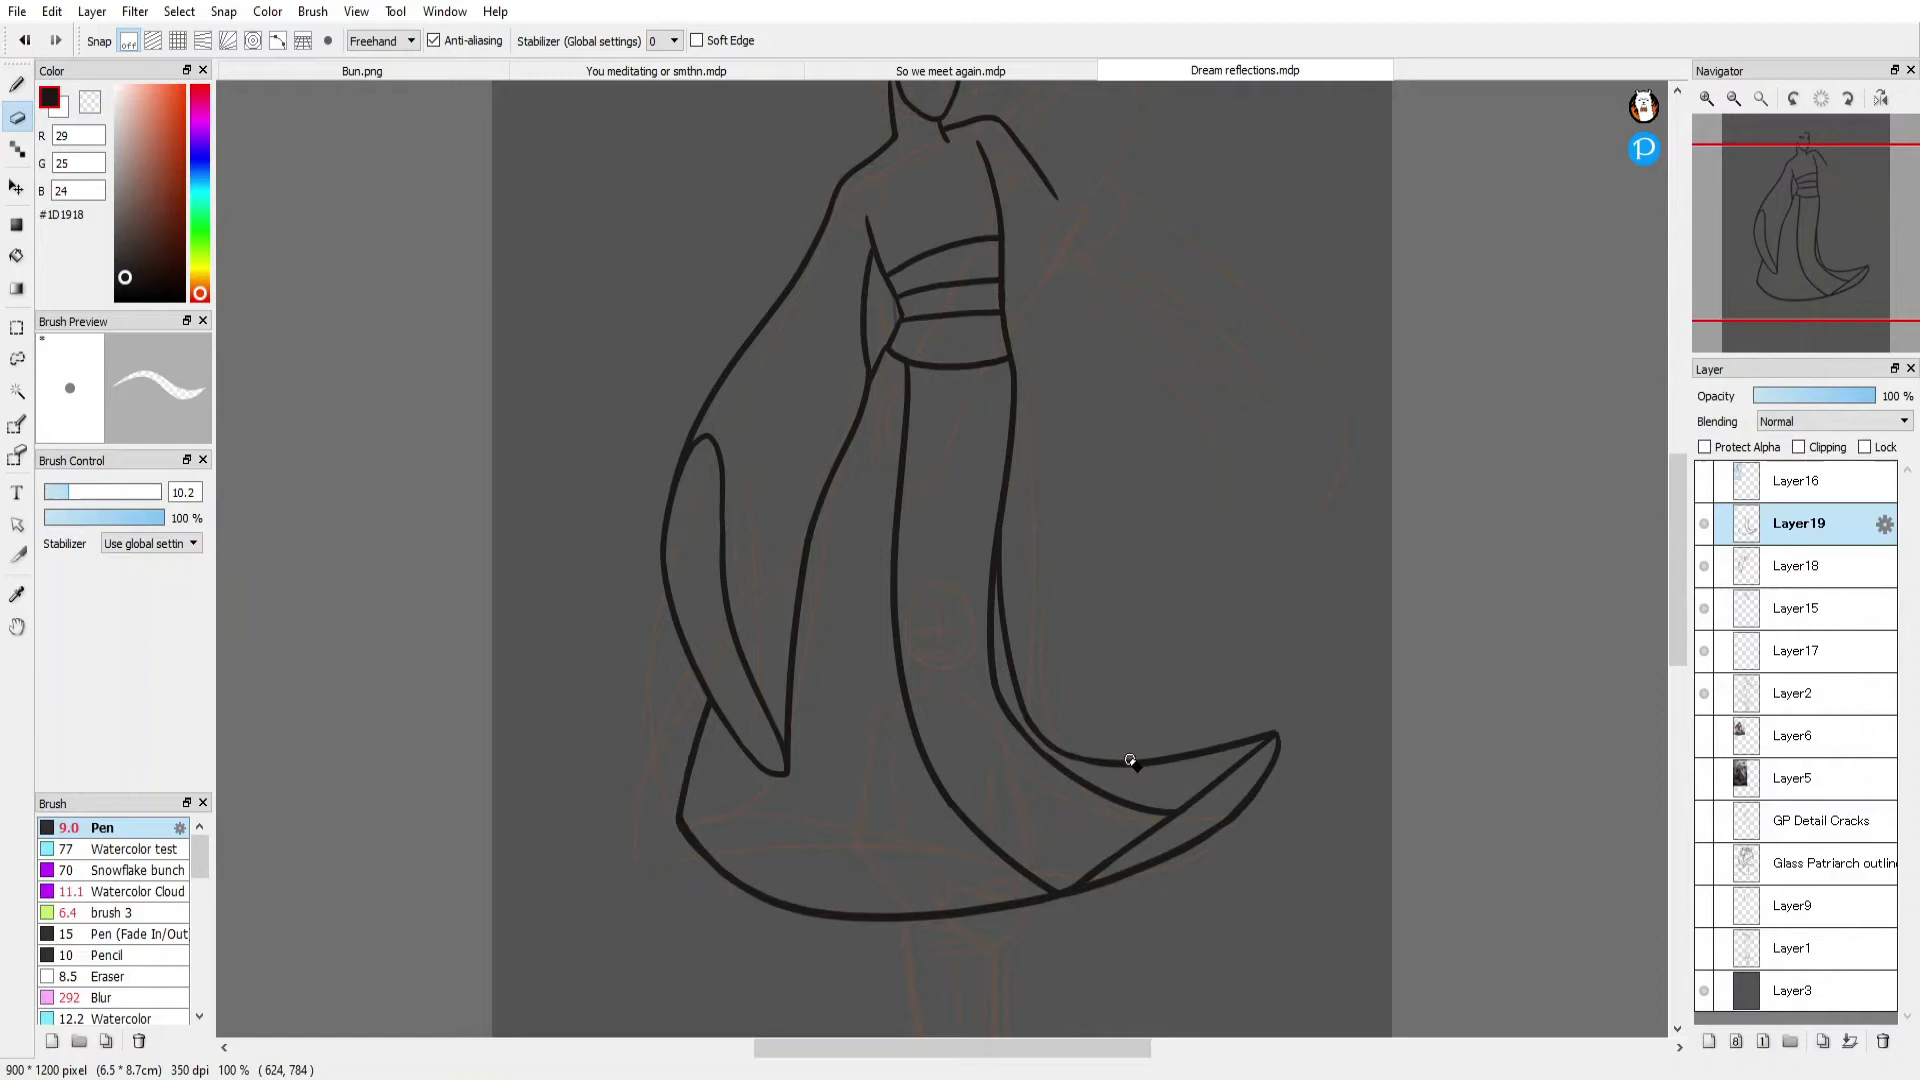 File Edit Layer Filter Select Snap Color Brush View Tool Window Help
Snap off Freehand Anti-aliasing Stabilizer (Global settings) 0 Soft Edge
Color
Bun.png
You meditating or smthn.mdp
So we meet again.mdp
Dream reflections.mdp
Navigator
R 29
G 25
B 24
#1D1918
Brush Preview
*
Brush Control
10.2
100 %
Stabilizer Use global settin
Brush
9.0 Pen
77 Watercolor test
70 Snowflake bunch
11.1 Watercolor Cloud
6.4 brush 3
15 Pen (Fade In/Out
10 Pencil
8.5 Eraser
292 Blur
12.2 Watercolor
P
Layer
Opacity 100 %
Blending Normal
Protect Alpha Clipping Lock
Layer16
Layer19
Layer18
Layer15
Layer17
Layer2
Layer6
Layer5
GP Detail Cracks
Glass Patriarch outlin
Layer9
Layer1
Layer3
8 1
900 * 1200 pixel (6.5 * 8.7cm) 350 dpi 100 % ( 624, 784 )